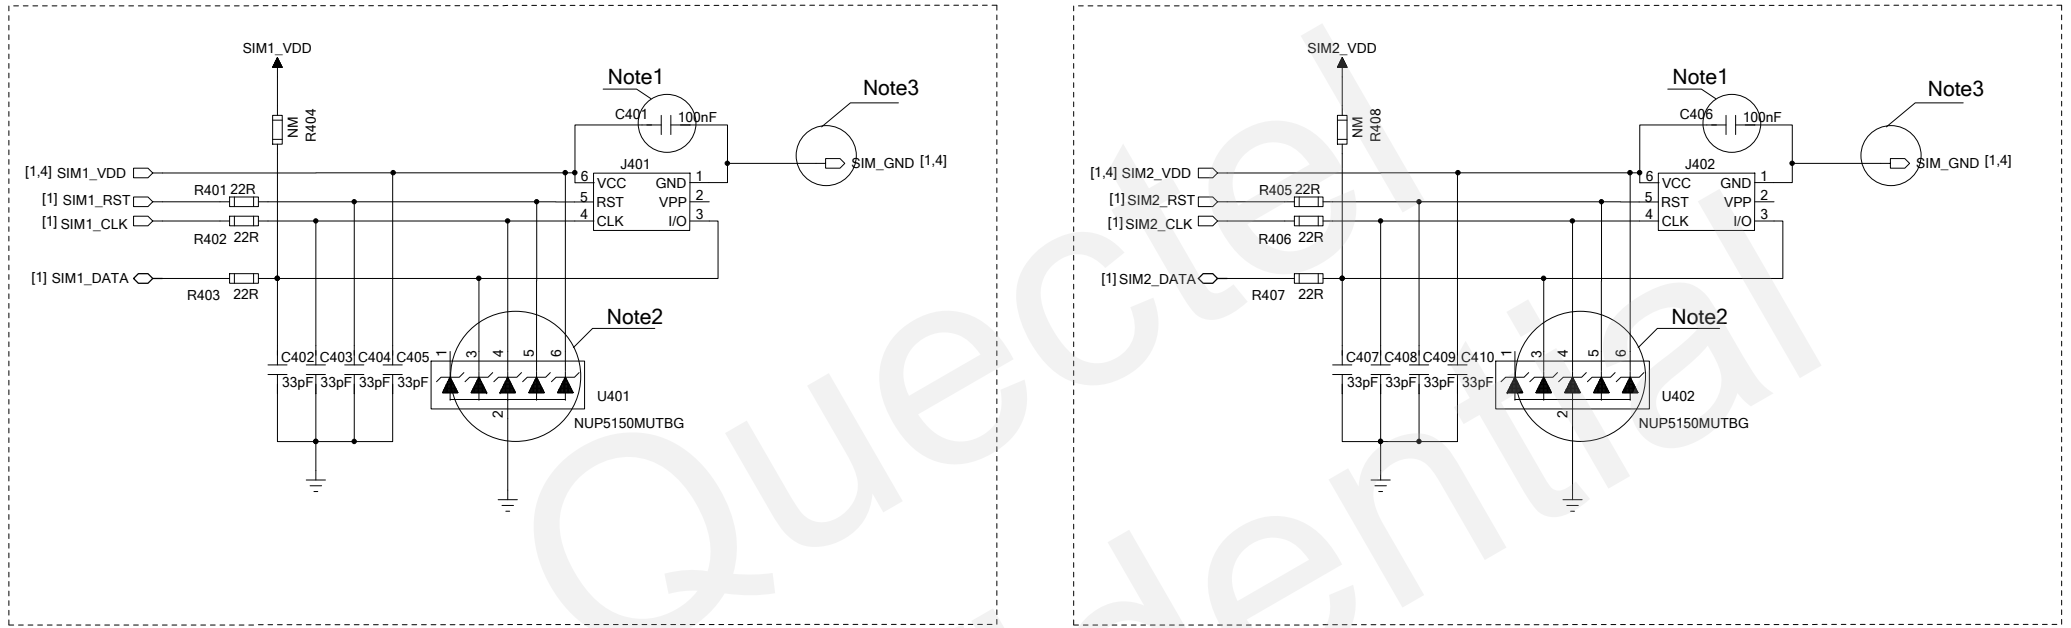 SIM1_VDD
Note1
Note3
NM
R404
C401
100nF
J401
SIM_GND [1,4]
[1,4] SIM1_VDD
R401 22R
[1] SIM1_RST
[1] SIM1_CLK
R402 22R
6 VCC GND 1
5 RST VPP 2
4 CLK I/O 3
[1] SIM1_DATA
R403 22R
Note2
C402 C403 C404 C405
33pF 33pF 33pF 33pF
1 3 4 5 6
2
U401
NUP5150MUTBG
SIM2_VDD
Note1
Note3
NM
R408
C406
100nF
J402
SIM_GND [1,4]
[1,4] SIM2_VDD
R405 22R
[1] SIM2_RST
[1] SIM2_CLK
R406 22R
6 VCC GND 1
5 RST VPP 2
4 CLK I/O 3
[1] SIM2_DATA
R407 22R
Note2
C407 C408 C409 C410
33pF 33pF 33pF 33pF
1 3 4 5 6
2
U402
NUP5150MUTBG
Quectel
dential